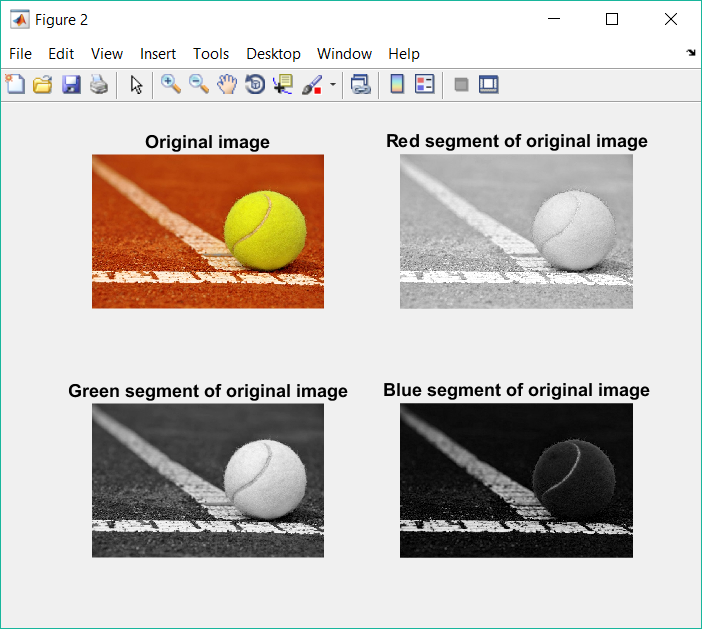 Figure 2
File Edit View Insert Tools Desktop Window Help
Original image
Red segment of original image
Green segment of original image
Blue segment of original image